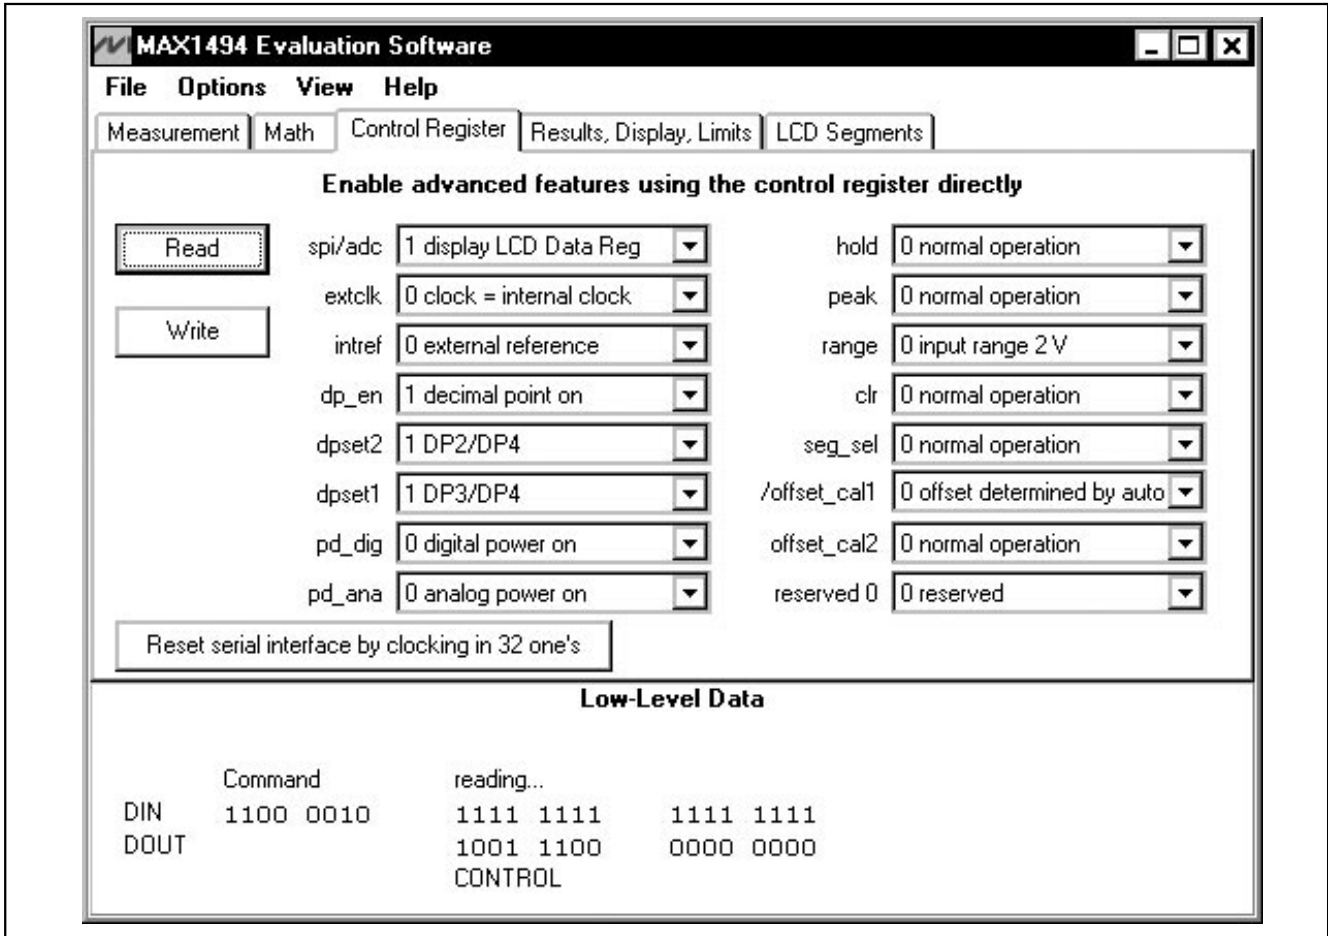 MAX1494 Evaluation Software
File Options View Help
Measurement Math Control Register Results, Display, Limits LCD Segments
Enable advanced features using the control register directly
Read spi/adc 1 display LCD Data Reg hold 0 normal operation
extclk 0 clock = internal clock peak 0 normal operation
Write intref 0 external reference range 0 input range 2 V
dp_en 1 decimal point on clr 0 normal operation
dpset2 1 DP2/DP4 seg_sel 0 normal operation
dpset1 1 DP3/DP4 /offset_cal1 0 offset determined by auto
pd_dig 0 digital power on offset_cal2 0 normal operation
pd_ana 0 analog power on reserved 0 0 reserved
Reset serial interface by clocking in 32 one's
Low-Level Data
Command reading...
DIN 1100 0010 1111 1111 1111 1111
DOUT 1001 1100 0000 0000
CONTROL